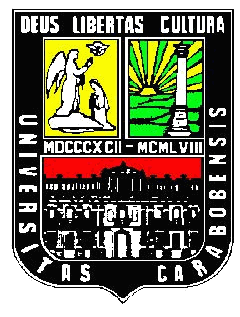 DEUS LIBERTAS CULTURA
MDCCCXCII - MCMLVIII
UNIVERSITAS CARABOBENSIS